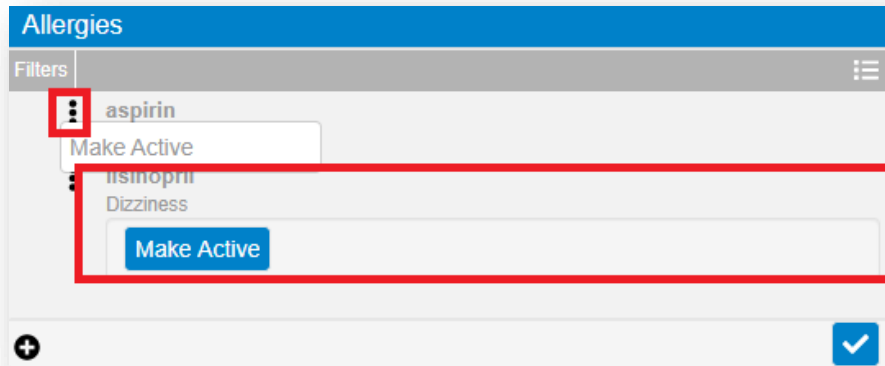 Allergies
Filters
aspirin
Make Active
lisinopril
Dizziness
Make Active